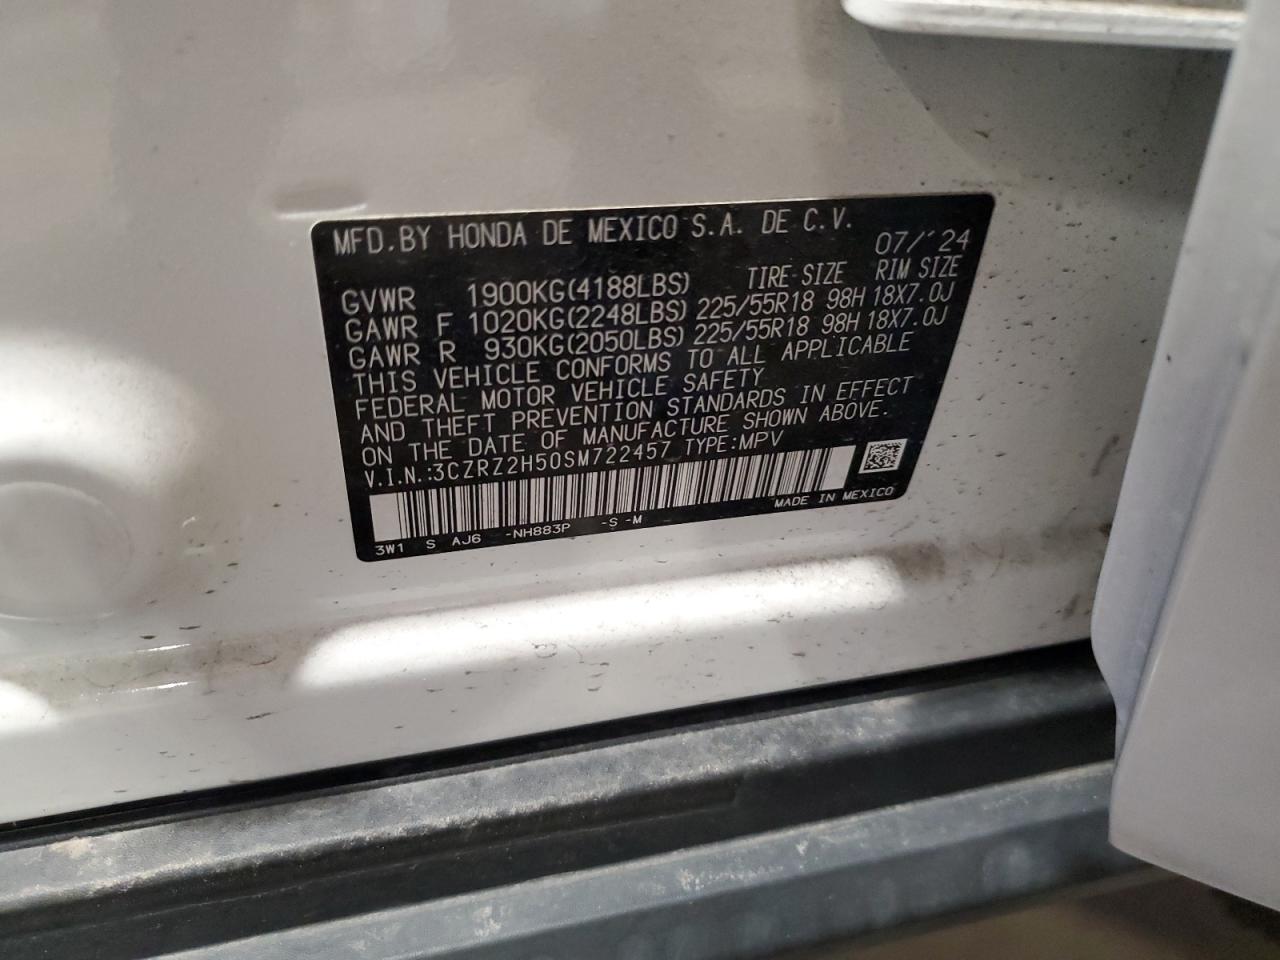 MFD.BY HONDA DE MEXICO S.A. DE C.V.
07/'24
TIRE SIZE RIM SIZE
GVWR 1900KG(4188LBS)
GAWR F 1020KG(2248LBS) 225/55R18 98H 18X7.0J
GAWR R 930KG(2050LBS) 225/55R18 98H 18X7.0J
THIS VEHICLE CONFORMS TO ALL APPLICABLE
FEDERAL MOTOR VEHICLE SAFETY
AND THEFT PREVENTION STANDARDS IN EFFECT
ON THE DATE OF MANUFACTURE SHOWN ABOVE.
V.I.N.:3CZRZ2H50SM722457 TYPE:MPV
MADE IN MEXICO
3W1 S AJ6 -NH883P -S -M